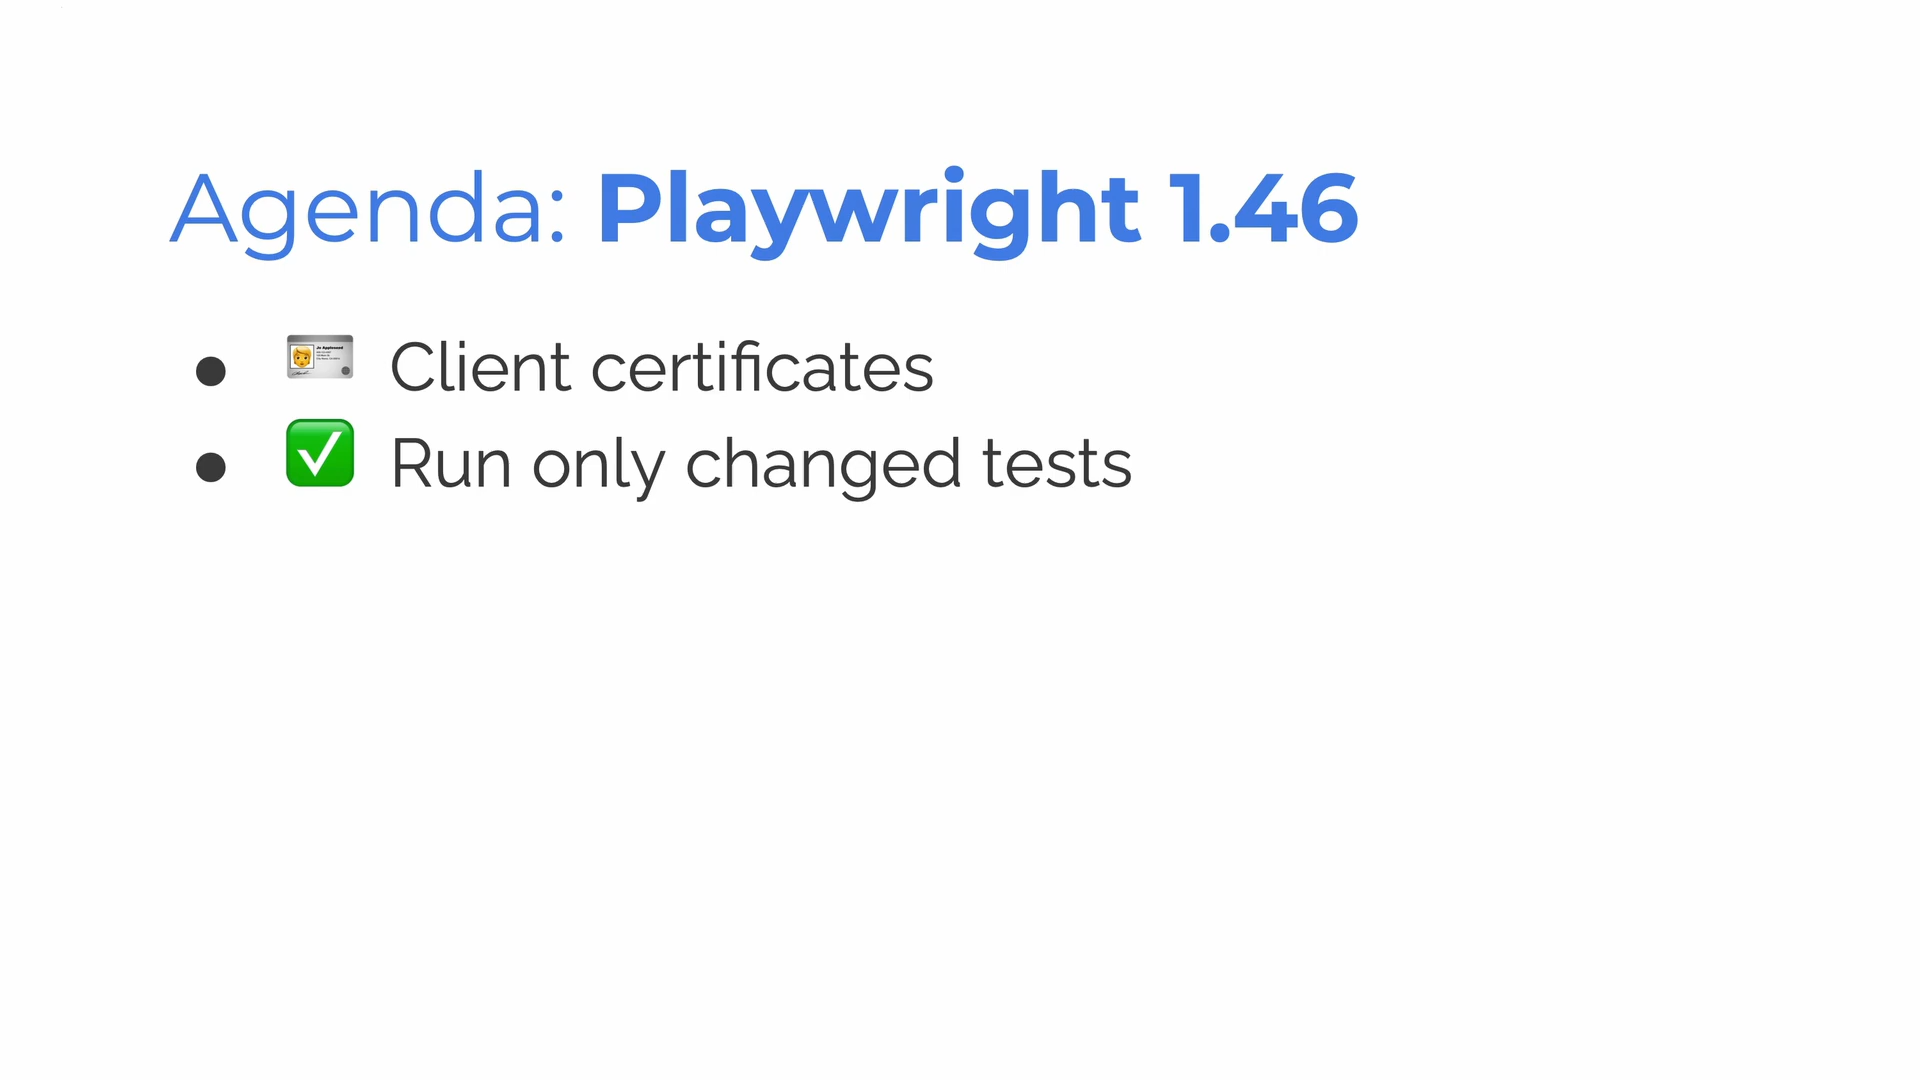 Agenda: Playwright 1.46
● 🪪 Client certificates
● ✅ Run only changed tests